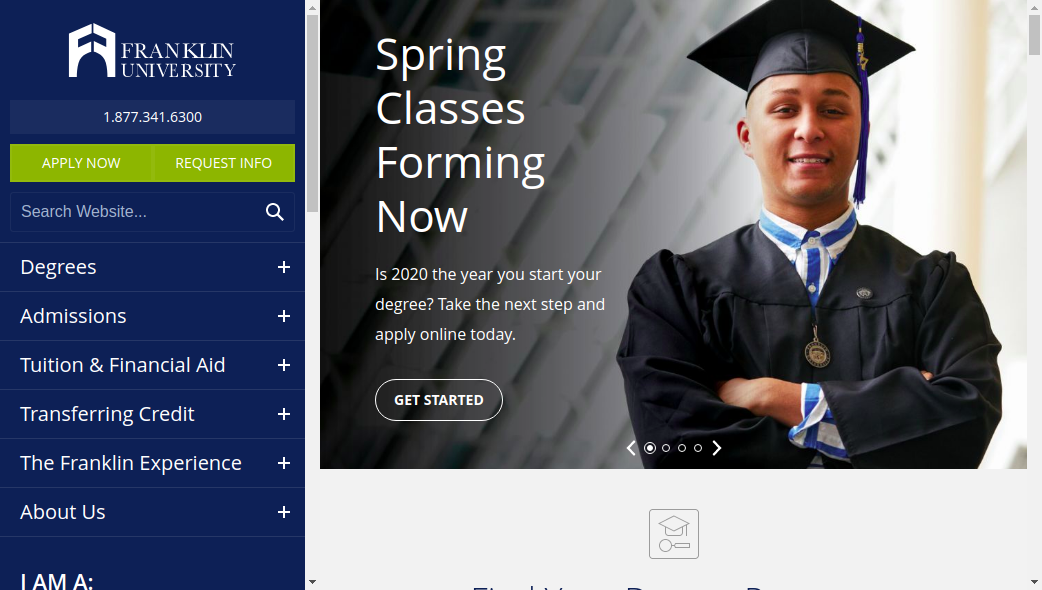 FRANKLIN
UNIVERSITY
1.877.341.6300
APPLY NOW
REQUEST INFO
Search Website...
Degrees
Admissions
Tuition & Financial Aid
Transferring Credit
The Franklin Experience
About Us
I AM A:
Spring
Classes
Forming
Now
Is 2020 the year you start your
degree? Take the next step and
apply online today.
GET STARTED